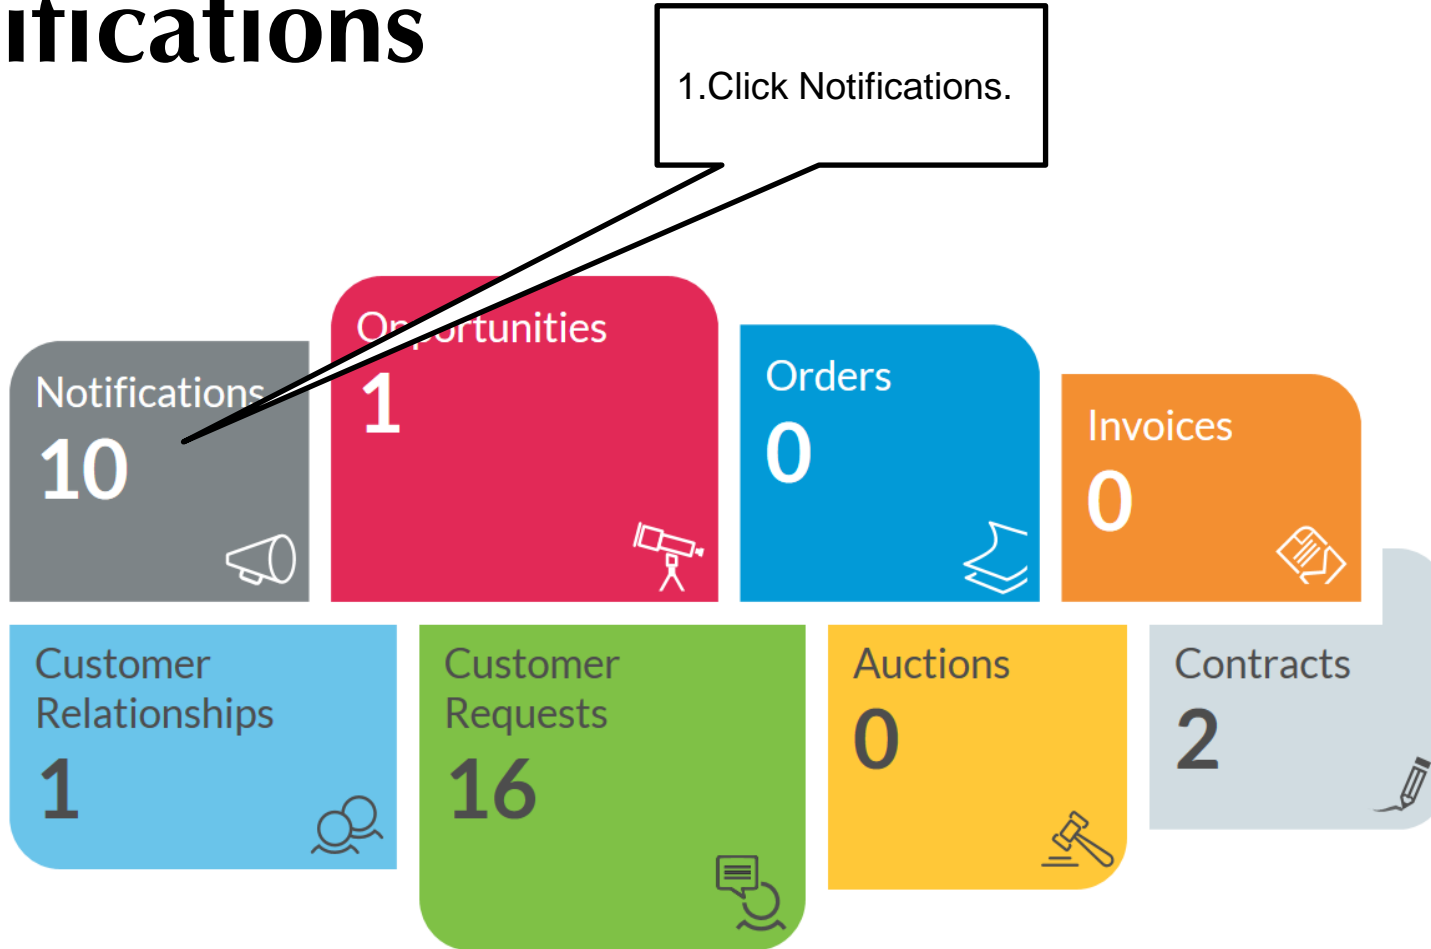 ifications
1.Click Notifications.
Opportunities
1
Notifications
10
Orders
0
Invoices
0
Customer
Relationships
1
Customer
Requests
16
Auctions
0
Contracts
2